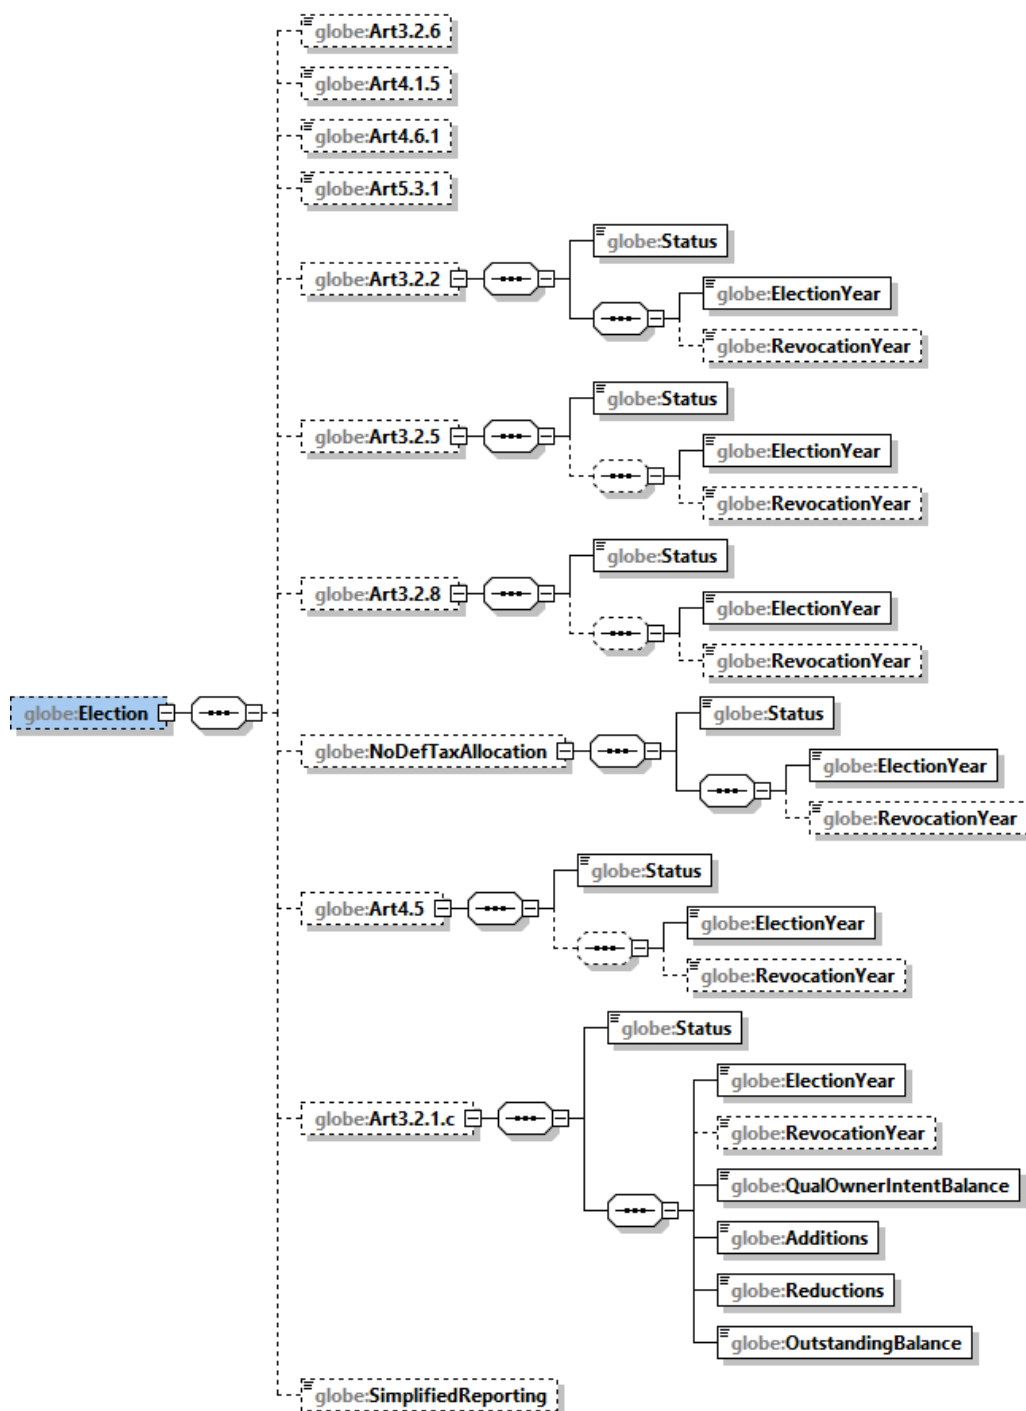 globe:Art3.2.6
globe:Art4.1.5
globe:Art4.6.1
globe:Art5.3.1
globe:Status
globe:Art3.2.2
globe:ElectionYear
globe:RevocationYear
globe:Status
globe:Art3.2.5
globe:ElectionYear
globe:RevocationYear
globe:Status
globe:Art3.2.8
globe:ElectionYear
globe:RevocationYear
globe:Election
globe:Status
globe:NoDefTaxAllocation
globe:ElectionYear
globe:RevocationYear
globe:Status
globe:Art4.5
globe:ElectionYear
globe:RevocationYear
globe:Status
globe:ElectionYear
globe:Art3.2.1.c
globe:RevocationYear
globe:QualOwnerIntentBalance
globe:Additions
globe:Reductions
globe:OutstandingBalance
globe:SimplifiedReporting